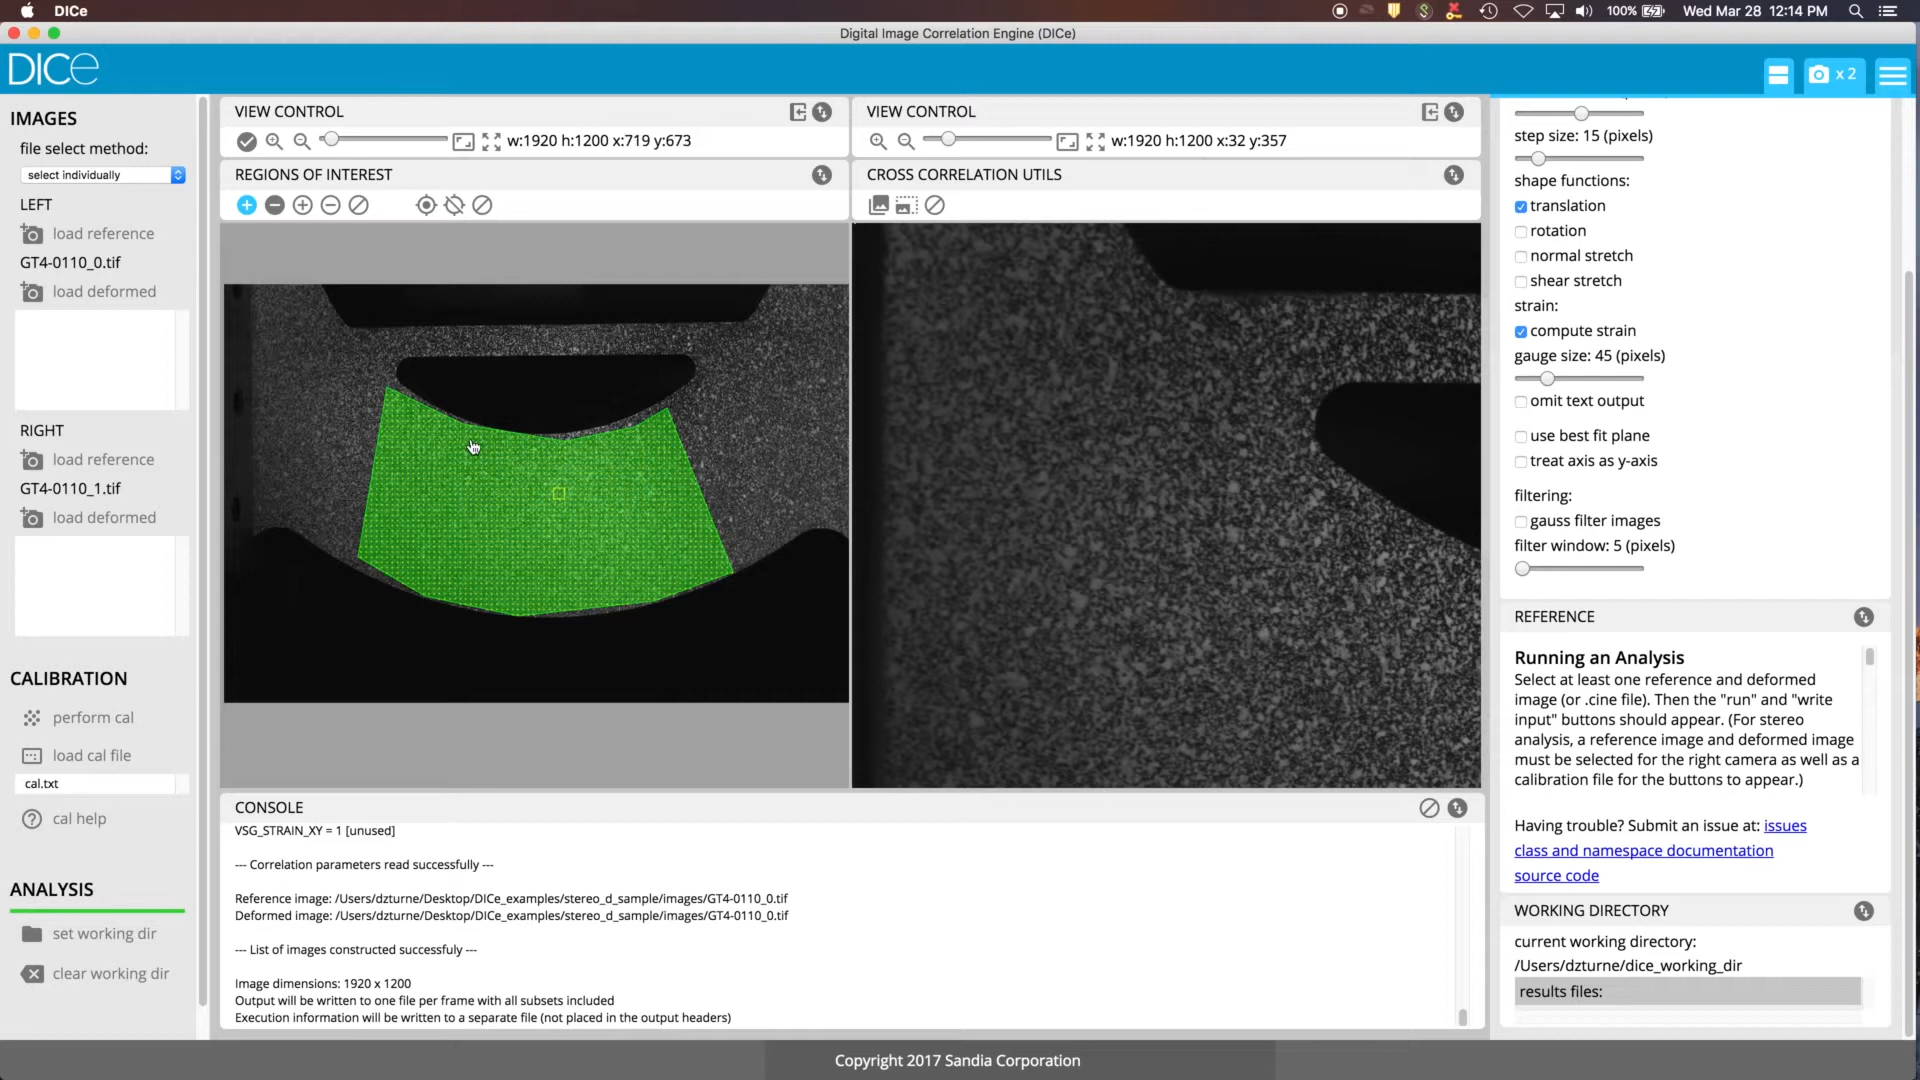 DICe
100%
Wed Mar 28 12:14 PM
Digital Image Correlation Engine (DICe)
DICe
x 2
IMAGES
file select method:
select individually
LEFT
load reference
GT4-0110_0.tif
load deformed
RIGHT
load reference
GT4-0110_1.tif
load deformed
CALIBRATION
perform cal
load cal file
cal.txt
cal help
ANALYSIS
set working dir
clear working dir
VIEW CONTROL
w:1920 h:1200 x:719 y:673
REGIONS OF INTEREST
VIEW CONTROL
w:1920 h:1200 x:32 y:357
CROSS CORRELATION UTILS
CONSOLE
VSG_STRAIN_XY = 1 [unused]
--- Correlation parameters read successfully ---
Reference image: /Users/dzturne/Desktop/DICe_examples/stereo_d_sample/images/GT4-0110_0.tif
Deformed image: /Users/dzturne/Desktop/DICe_examples/stereo_d_sample/images/GT4-0110_0.tif
--- List of images constructed successfuly ---
Image dimensions: 1920 x 1200
Output will be written to one file per frame with all subsets included
Execution information will be written to a separate file (not placed in the output headers)
step size: 15 (pixels)
shape functions:
translation
rotation
normal stretch
shear stretch
strain:
compute strain
gauge size: 45 (pixels)
omit text output
use best fit plane
treat axis as y-axis
filtering:
gauss filter images
filter window: 5 (pixels)
REFERENCE
Running an Analysis
Select at least one reference and deformed
image (or .cine file). Then the "run" and "write
input" buttons should appear. (For stereo
analysis, a reference image and deformed image
must be selected for the right camera as well as a
calibration file for the buttons to appear.)
Having trouble? Submit an issue at: issues
class and namespace documentation
source code
WORKING DIRECTORY
current working directory:
/Users/dzturne/dice_working_dir
results files:
Copyright 2017 Sandia Corporation